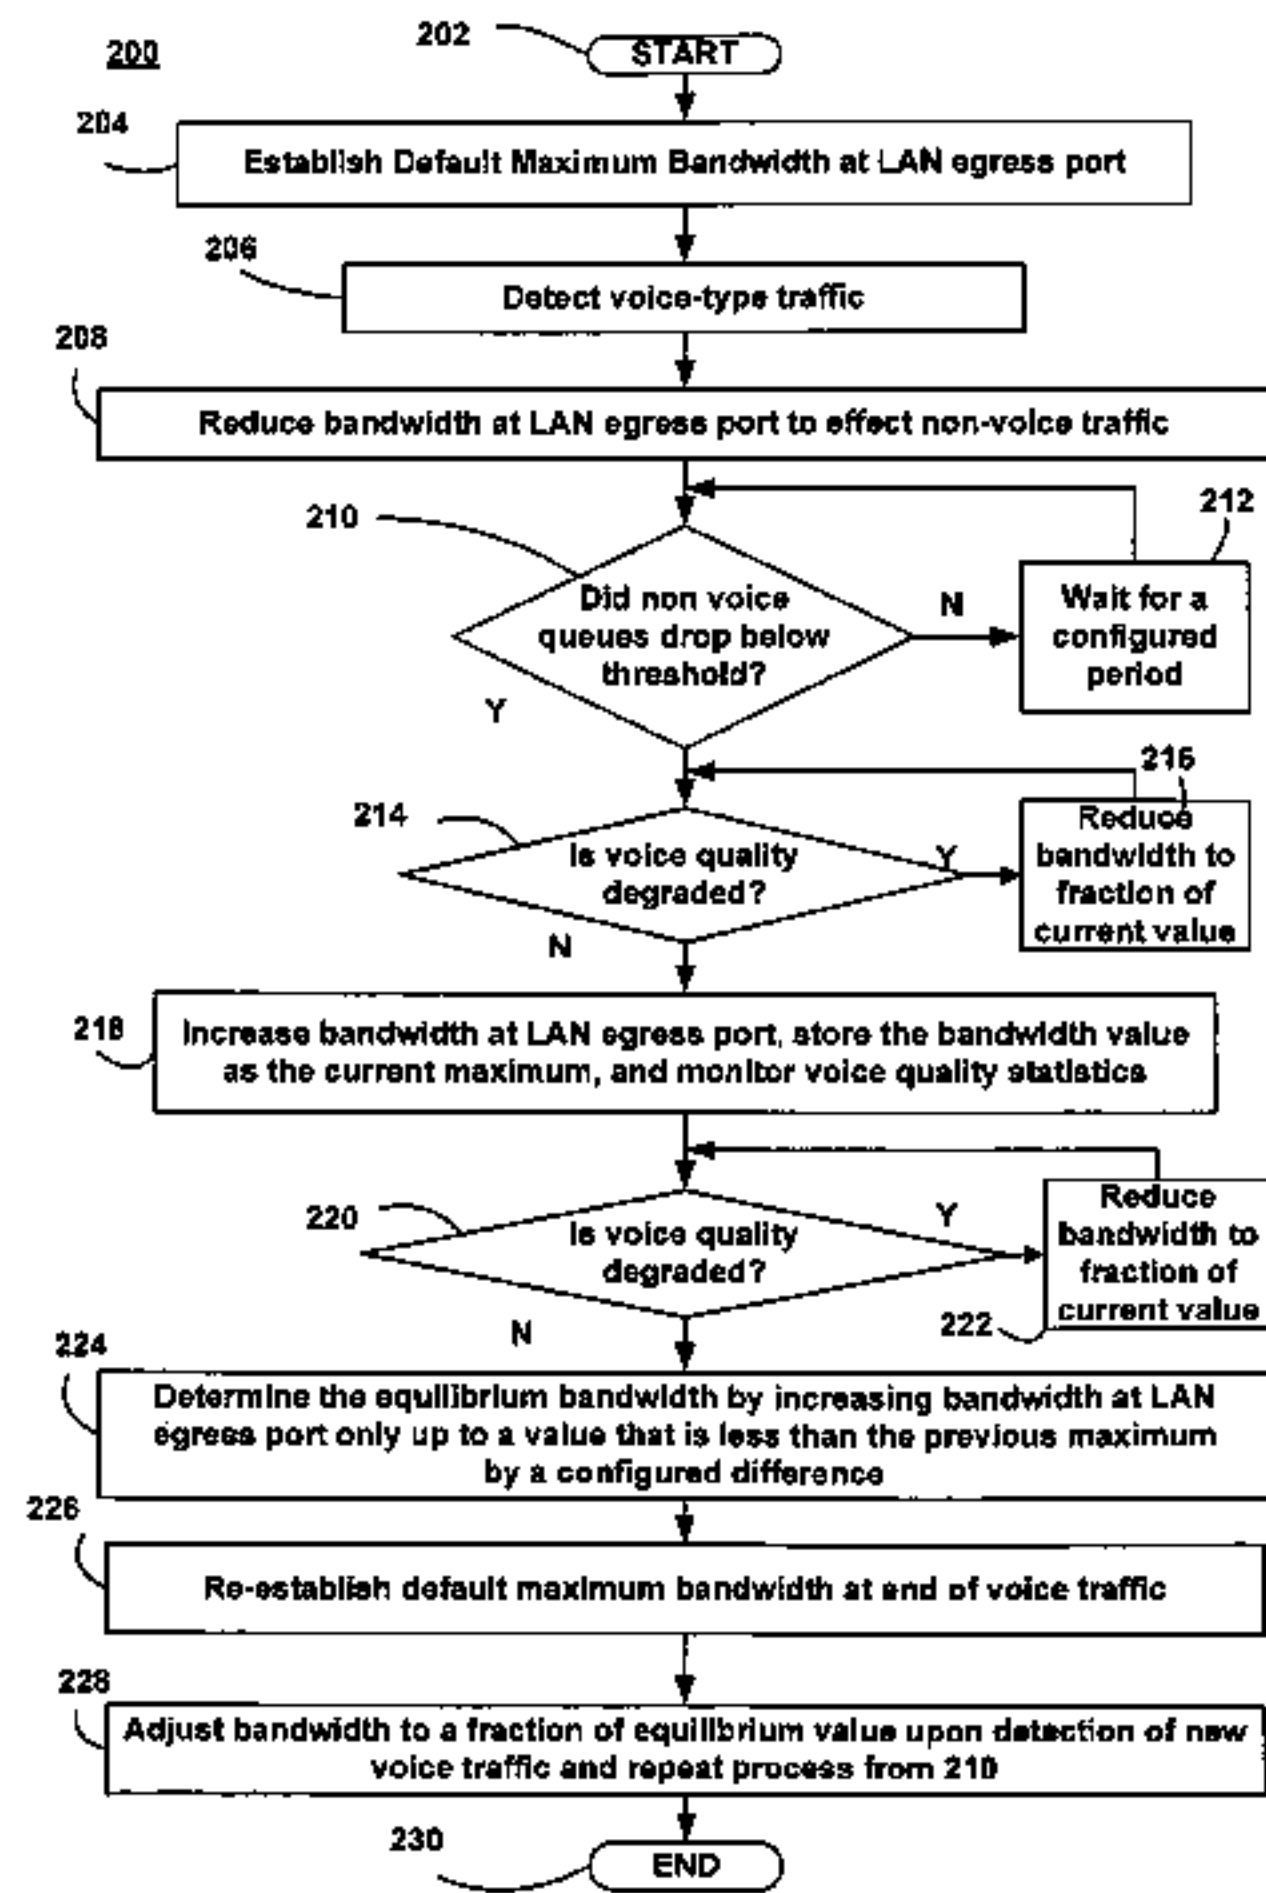 200
202
START
204
Establish Default Maximum Bandwidth at LAN egress port
206
Detect voice-type traffic
208
Reduce bandwidth at LAN egress port to effect non-voice traffic
210
Did non voice
queues drop below
threshold?
N
Y
212
Wait for a
configured
period
214
Is voice quality
degraded?
Y
N
216
Reduce
bandwidth to
fraction of
current value
218
Increase bandwidth at LAN egress port, store the bandwidth value
as the current maximum, and monitor voice quality statistics
220
Is voice quality
degraded?
Y
N
222
Reduce
bandwidth to
fraction of
current value
224
Determine the equilibrium bandwidth by increasing bandwidth at LAN
egress port only up to a value that is less than the previous maximum
by a configured difference
226
Re-establish default maximum bandwidth at end of voice traffic
228
Adjust bandwidth to a fraction of equilibrium value upon detection of new
voice traffic and repeat process from 210
230
END